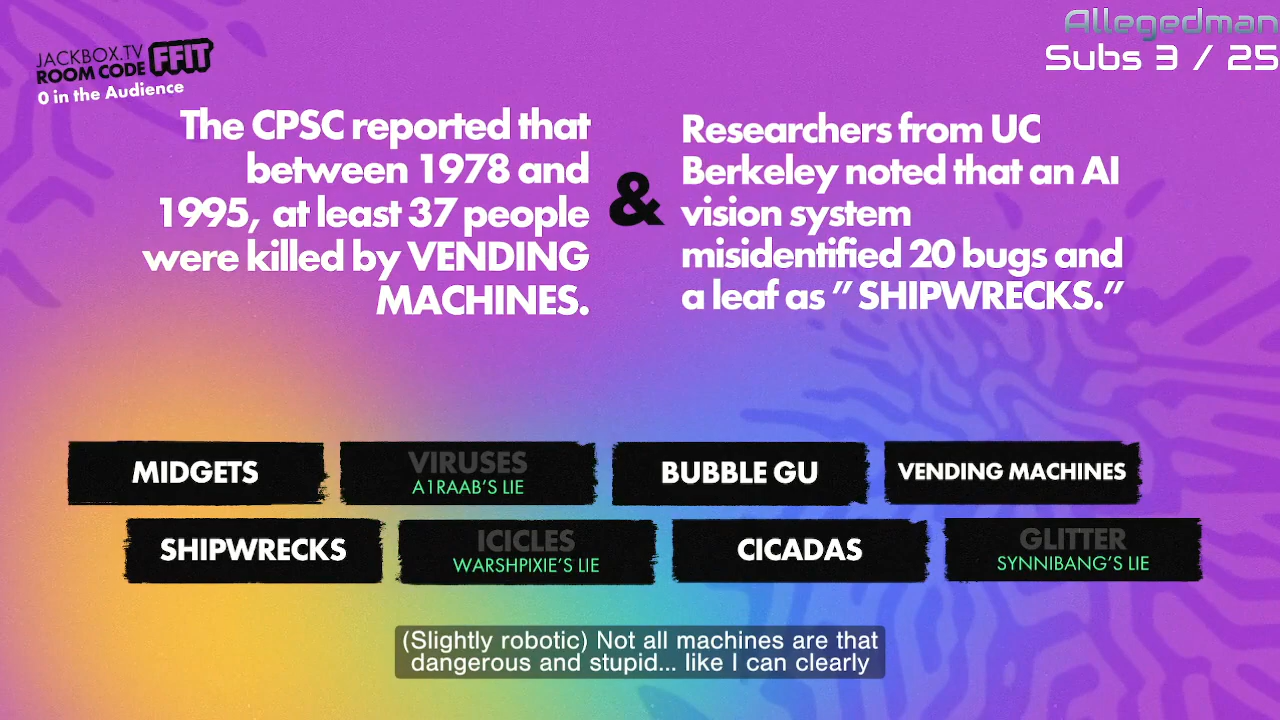 JACKBOX.TV
ROOM CODE FFIT
0 in the Audience
Allegedman
Subs 3 / 25
The CPSC reported that
between 1978 and
1995, at least 37 people
were killed by VENDING
MACHINES.
&
Researchers from UC
Berkeley noted that an AI
vision system
misidentified 20 bugs and
a leaf as " SHIPWRECKS."
MIDGETS
VIRUSES
A1RAAB'S LIE
BUBBLE GU
VENDING MACHINES
SHIPWRECKS
ICICLES
WARSHPIXIE'S LIE
CICADAS
GLITTER
SYNNIBANG'S LIE
(Slightly robotic) Not all machines are that
dangerous and stupid... like I can clearly